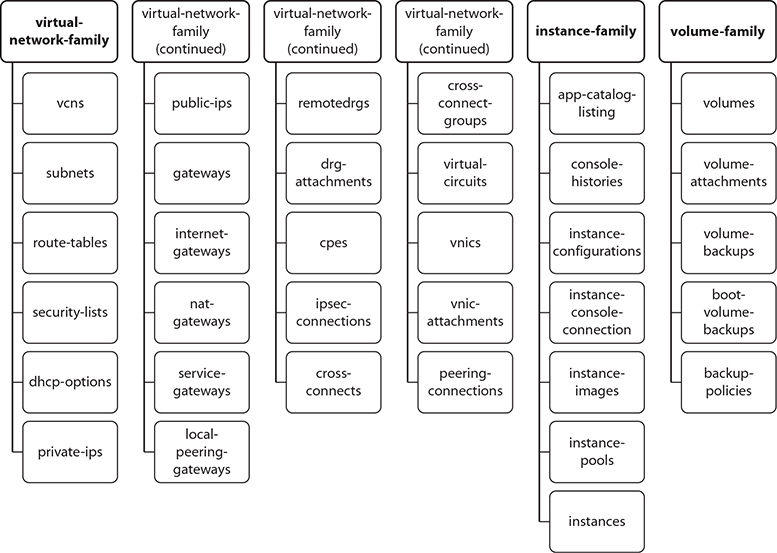 virtual-
network-family
vcns
subnets
route-tables
security-lists
dhcp-options
private-ips
virtual-network-
family
(continued)
public-ips
gateways
internet-
gateways
nat-
gateways
service-
gateways
local-
peering-
gateways
virtual-network-
family
(continued)
remotedrgs
drg-
attachments
cpes
ipsec-
connections
cross-
connects
virtual-network-
family
(continued)
cross-
connect-
groups
virtual-
circuits
vnics
vnic-
attachments
peering-
connections
instance-family
app-catalog-
listing
console-
histories
instance-
configurations
instance-
console-
connection
instance-
images
instance-
pools
instances
volume-family
volumes
volume-
attachments
volume-
backups
boot-
volume-
backups
backup-
policies